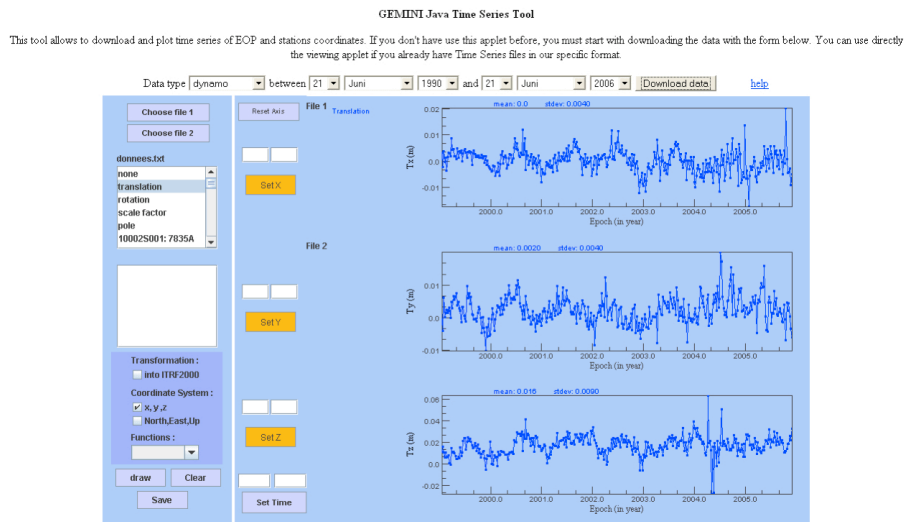 GEMINI Java Time Series Tool
This tool allows to download and plot time series of EOP and stations coordinates. If you don't have use this applet before, you must start with downloading the data with the form below. You can use directly
the viewing applet if you already have Time Series files in our specific format.
Data type dynamo between 21 Juni 1990 and 21 Juni 2006 Download data help
Choose file 1
Choose file 2
donnees.txt
none
translation
rotation
scale factor
pole
10002S001: 7835A
Transformation :
into ITRF2000
Coordinate System :
x, y ,z
North,East,Up
Functions :
draw Clear
Save
Reset Axis File 1 Translation
Set X
File 2
Set Y
Set Z
Set Time
mean: 0.0 stdev: 0.0040
0.02
0.01
0.0
-0.01
Tx (m)
2000.0 2001.0 2002.0 2003.0 2004.0 2005.0
Epoch (in year)
mean: 0.0020 stdev: 0.0040
0.01
0.0
-0.01
Ty (m)
2000.0 2001.0 2002.0 2003.0 2004.0 2005.0
Epoch (in year)
mean: 0.016 stdev: 0.0090
0.06
0.04
0.02
0.0
-0.02
Tz (m)
2000.0 2001.0 2002.0 2003.0 2004.0 2005.0
Epoch (in year)